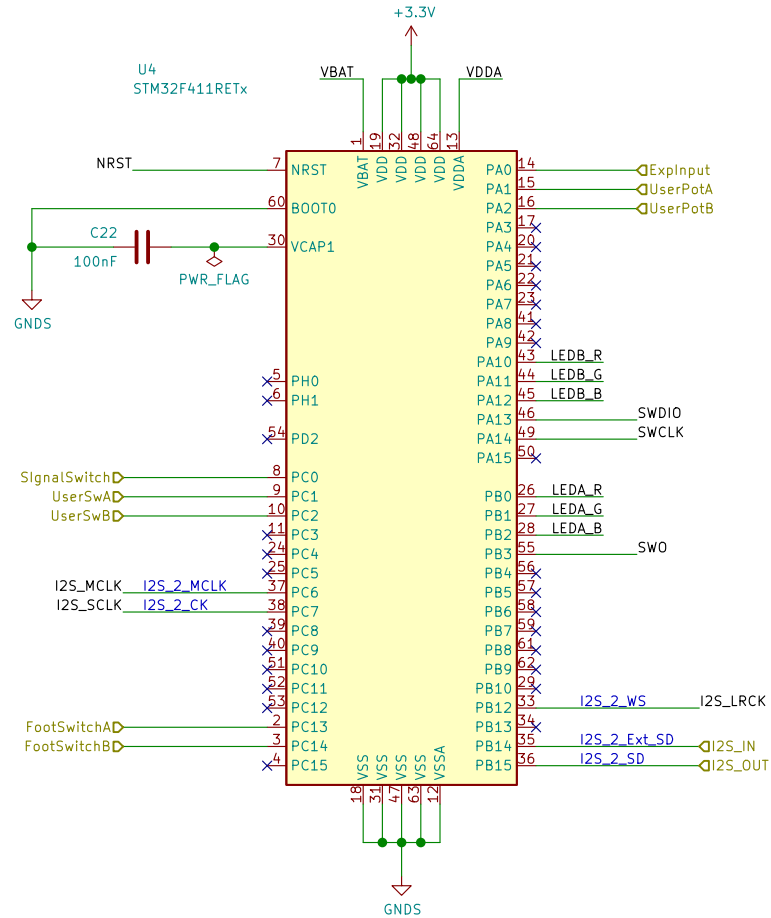 +3.3V
U4
STM32F411RETx
VBAT
VDDA
1
19
32
48
64
13
VBAT
VDD
VDD
VDD
VDD
VDDA
NRST 7 NRST
60 BOOT0
C22
100nF
30 VCAP1
PWR_FLAG
GNDS
5 PH0
6 PH1
54 PD2
SIgnalSwitch 8 PC0
UserSwA 9 PC1
UserSwB 10 PC2
11 PC3
24 PC4
25 PC5
I2S_MCLK I2S_2_MCLK 37 PC6
I2S_SCLK I2S_2_CK 38 PC7
39 PC8
40 PC9
51 PC10
52 PC11
53 PC12
FootSwitchA 2 PC13
FootSwitchB 3 PC14
4 PC15
PA0 14 ExpInput
PA1 15 UserPotA
PA2 16 UserPotB
PA3 17
PA4 20
PA5 21
PA6 22
PA7 23
PA8 41
PA9 42
PA10 43 LEDB_R
PA11 44 LEDB_G
PA12 45 LEDB_B
PA13 46 SWDIO
PA14 49 SWCLK
PA15 50
PB0 26 LEDA_R
PB1 27 LEDA_G
PB2 28 LEDA_B
PB3 55 SWO
PB4 56
PB5 57
PB6 58
PB7 59
PB8 61
PB9 62
PB10 29
PB12 33 I2S_2_WS I2S_LRCK
PB13 34
PB14 35 I2S_2_Ext_SD I2S_IN
PB15 36 I2S_2_SD I2S_OUT
VSS
VSS
VSS
VSS
VSSA
18
31
47
63
12
GNDS